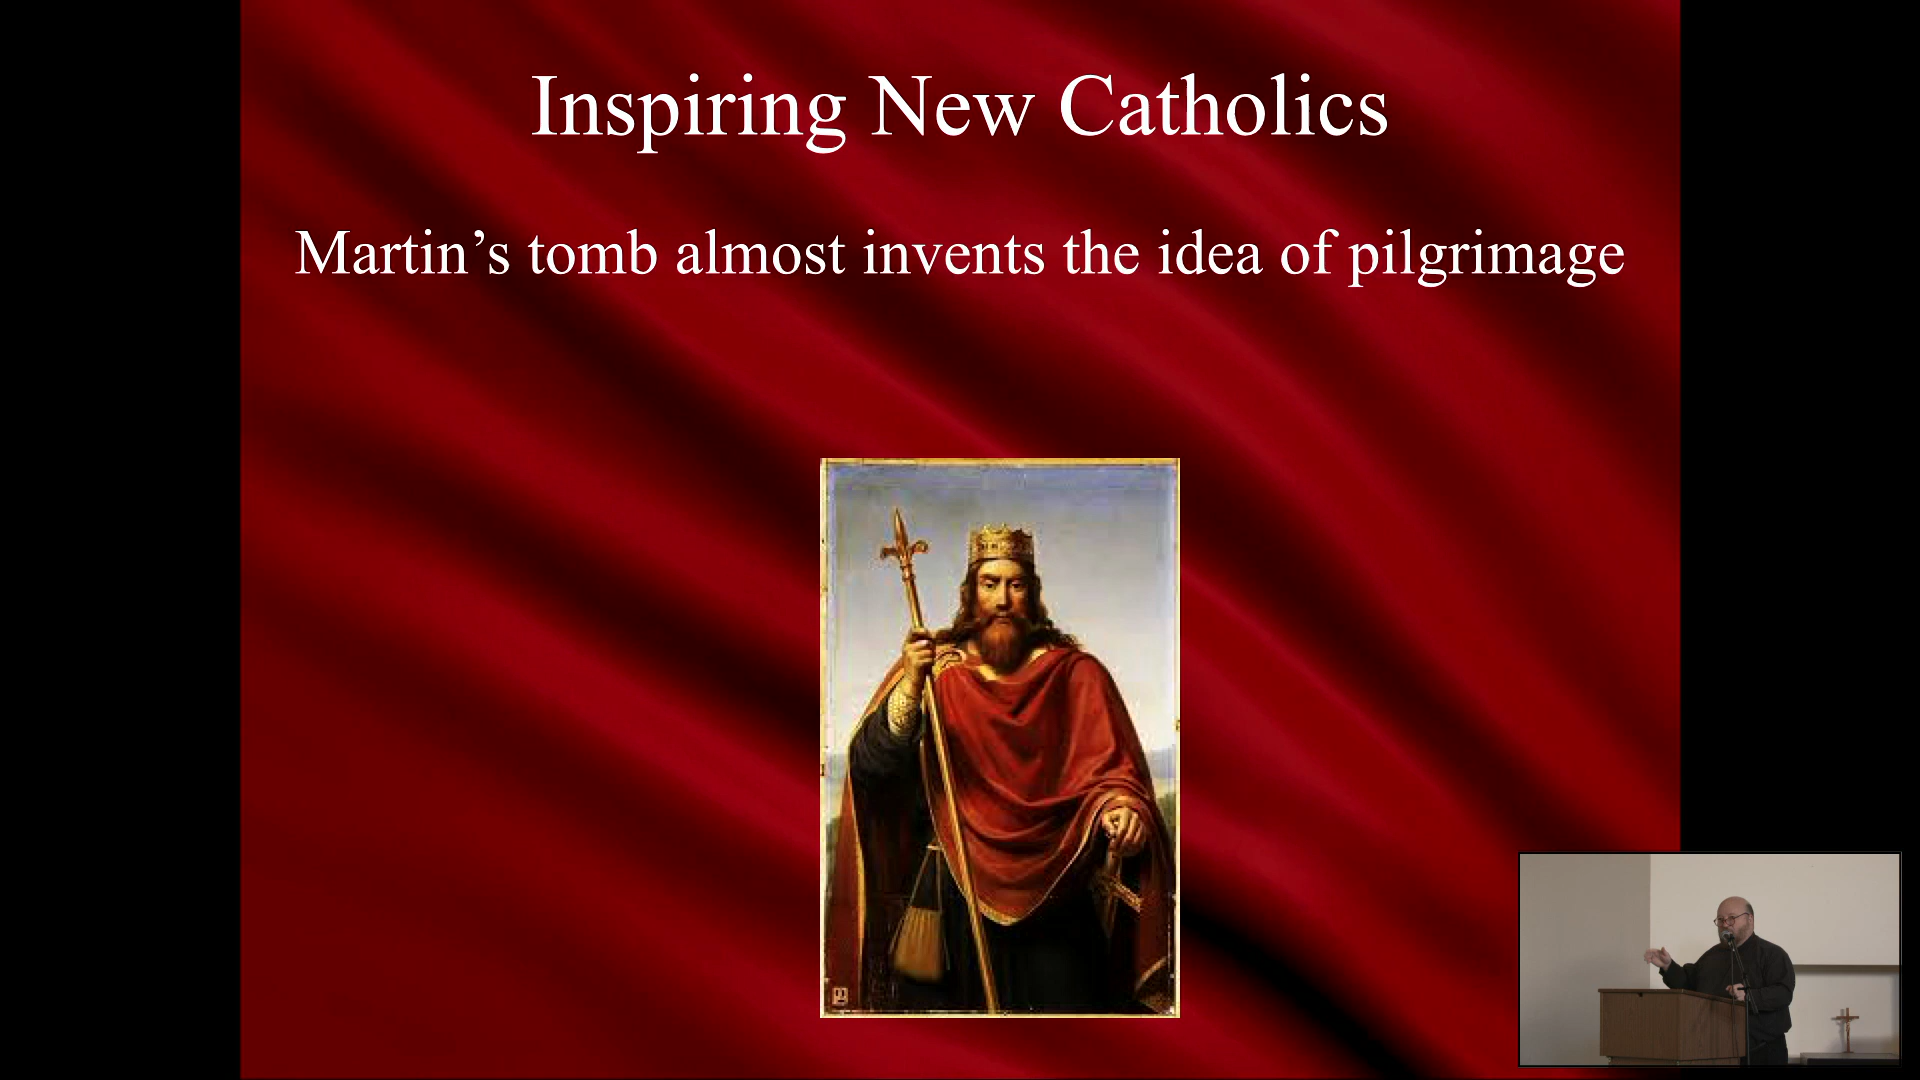 Inspiring New Catholics
Martin’s tomb almost invents the idea of pilgrimage